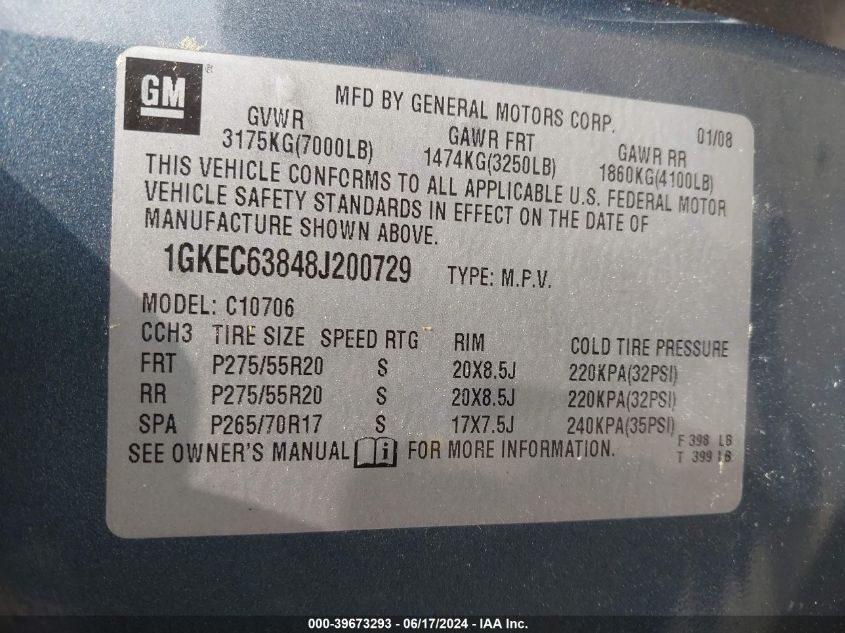 GM
MFD BY GENERAL MOTORS CORP. 01/08
GVWR GAWR FRT GAWR RR
3175KG(7000LB) 1474KG(3250LB) 1860KG(4100LB)
THIS VEHICLE CONFORMS TO ALL APPLICABLE U.S. FEDERAL MOTOR
VEHICLE SAFETY STANDARDS IN EFFECT ON THE DATE OF
MANUFACTURE SHOWN ABOVE.
1GKEC63848J200729 TYPE: M.P.V.
MODEL: C10706
CCH3 TIRE SIZE SPEED RTG RIM COLD TIRE PRESSURE
FRT P275/55R20 S 20X8.5J 220KPA(32PSI)
RR P275/55R20 S 20X8.5J 220KPA(32PSI)
SPA P265/70R17 S 17X7.5J 240KPA(35PSI)
SEE OWNER'S MANUAL i FOR MORE INFORMATION.
F 398 LB
T 399 LB
000-39673293 - 06/17/2024 - IAA Inc.